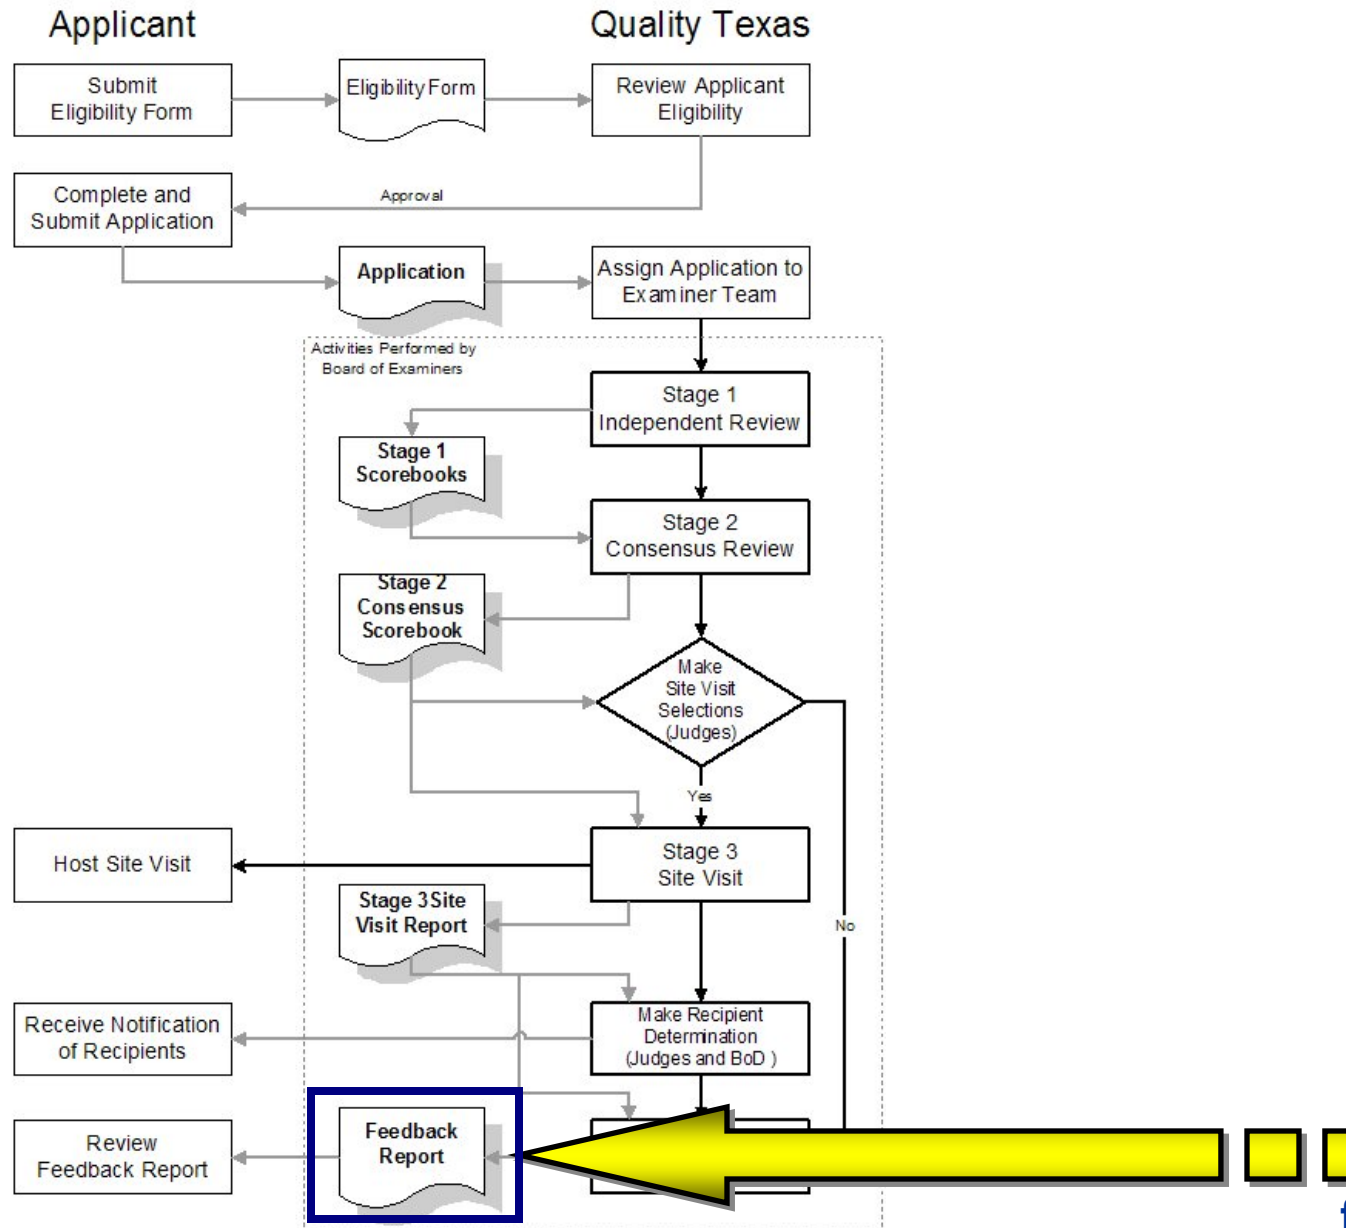 Applicant
Quality Texas
Submit
Eligibility Form
Eligibility Form
Review Applicant
Eligibility
Complete and
Submit Application
Approval
Application
Assign Application to
Examiner Team
Activities Performed by
Board of Examiners
Stage 1
Independent Review
Stage 1
Scorebooks
Stage 2
Consensus Review
Stage 2
Consensus
Scorebook
Make
Site Visit
Selections
(Judges)
Yes
Host Site Visit
Stage 3
Site Visit
Stage 3Site
Visit Report
No
Receive Notification
of Recipients
Make Recipient
Determination
(Judges and BoD )
Review
Feedback Report
Feedback
Report